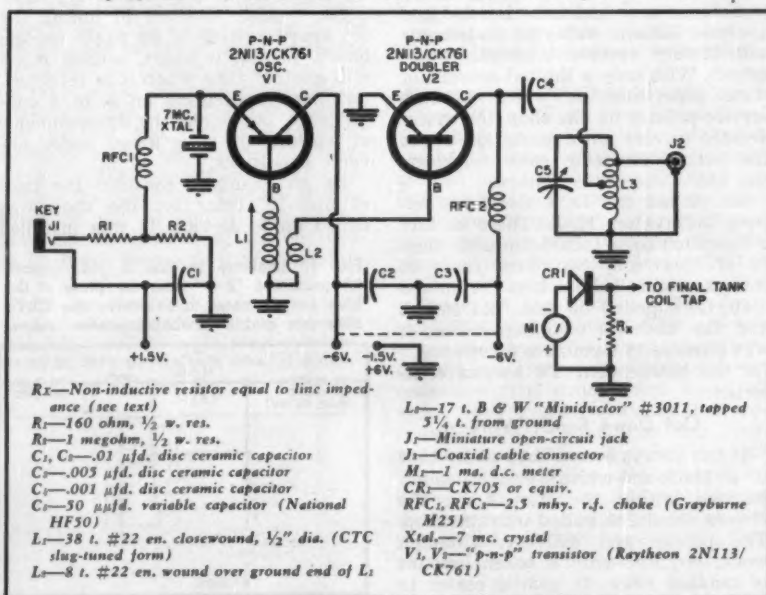 P-N-P
2N113/CK761
OSC
V1
P-N-P
2N113/CK761
DOUBLER
V2
E
C
B
E
C
B
C4
J2
7MC.
XTAL
RFC1
C5
L3
RFC2
KEY
J1
R1
R2
L1
L2
CR1
TO FINAL TANK
COIL TAP
C1
C2
C3
M1
I
+
RX
+1.5V.
-6V.
-1.5V.
+6V.
-6V.
RX—Non-inductive resistor equal to line imped-
ance (see text)
R1—160 ohm, ½ w. res.
R2—1 megohm, ½ w. res.
C1, C2—.01 μfd. disc ceramic capacitor
C3—.005 μfd. disc ceramic capacitor
C4—.001 μfd. disc ceramic capacitor
C5—50 μμfd. variable capacitor (National
HF50)
L1—38 t. #22 en. closewound, ½" dia. (CTC
slug-tuned form)
L2—8 t. #22 en. wound over ground end of L1
L3—17 t. B & W "Miniductor" #3011, tapped
5¼ t. from ground
J1—Miniature open-circuit jack
J2—Coaxial cable connector
M1—1 ma. d.c. meter
CR1—CK705 or equiv.
RFC1, RFC2—2.5 mhy. r.f. choke (Grayburne
M25)
Xtal.—7 mc. crystal
V1, V2—"p-n-p" transistor (Raytheon 2N113/
CK761)